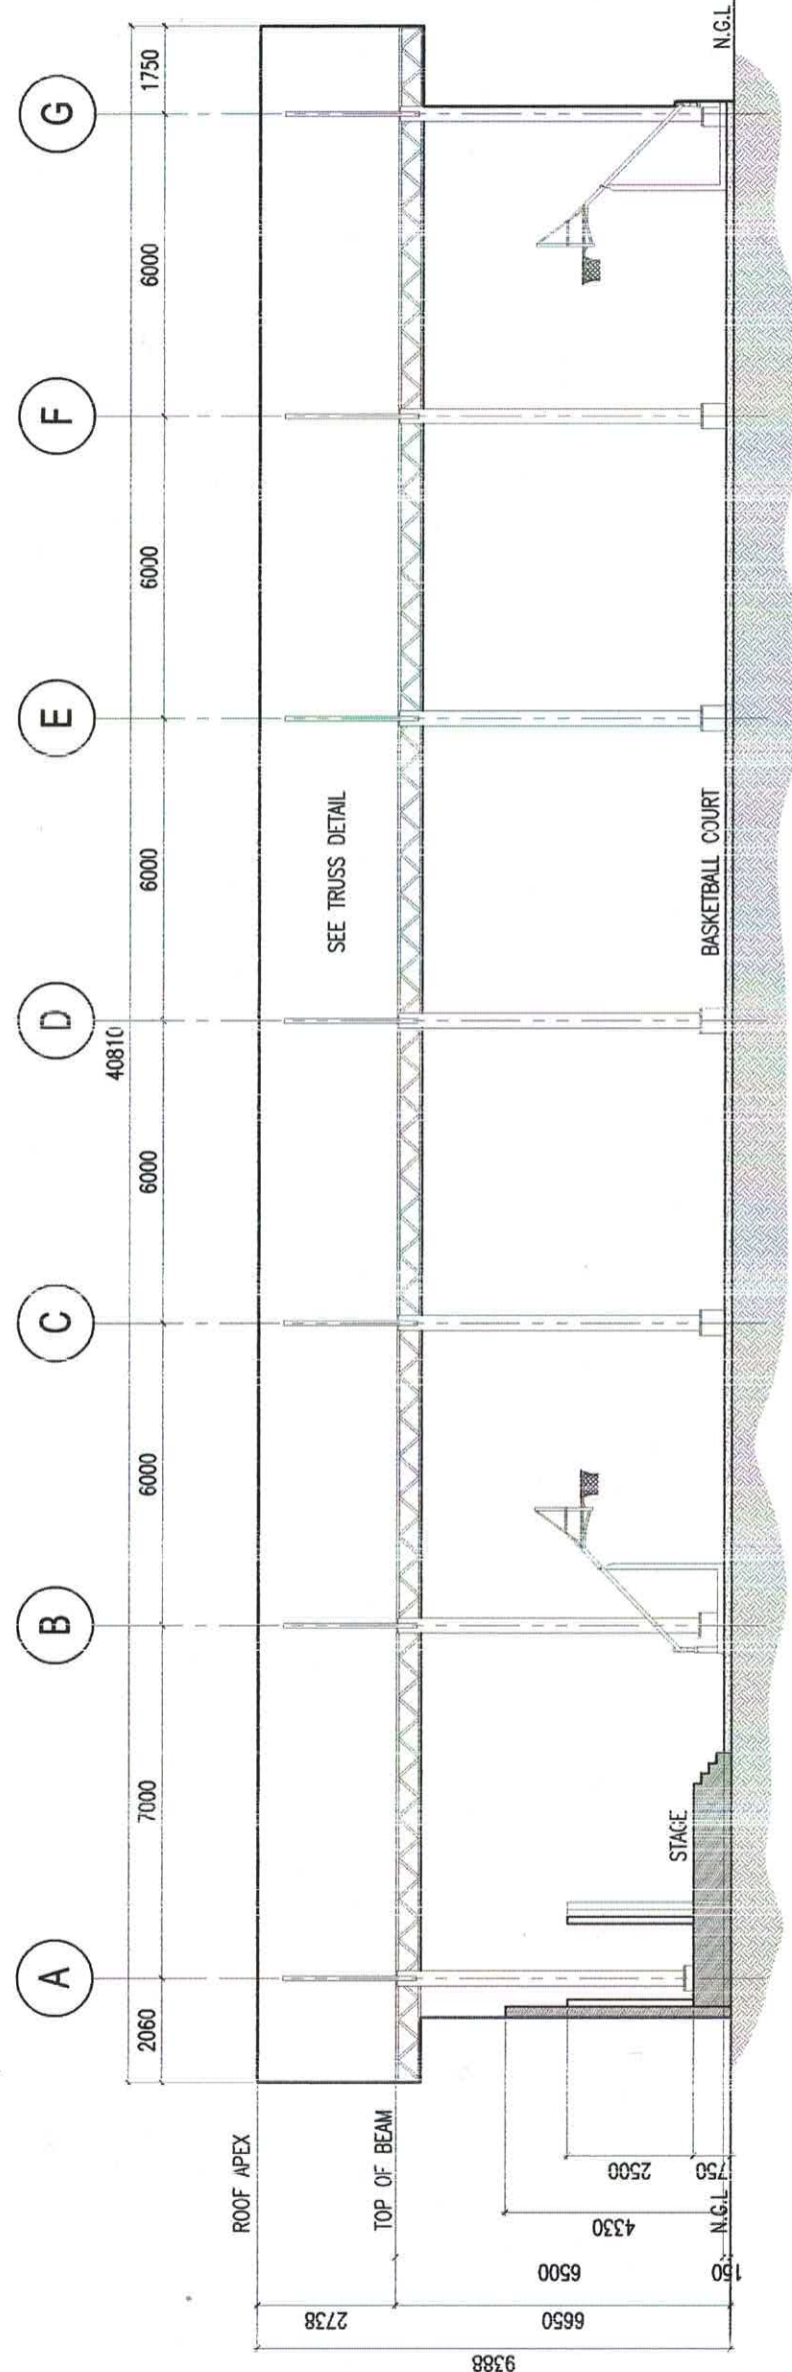 A
B
C
D
E
F
G
40810
2060
7000
6000
6000
6000
6000
6000
1750
ROOF APEX
SEE TRUSS DETAIL
TOP OF BEAM
STAGE
BASKETBALL COURT
N.G.L
N.G.L
2738
6650
9388
6500
150
4330
2500
750